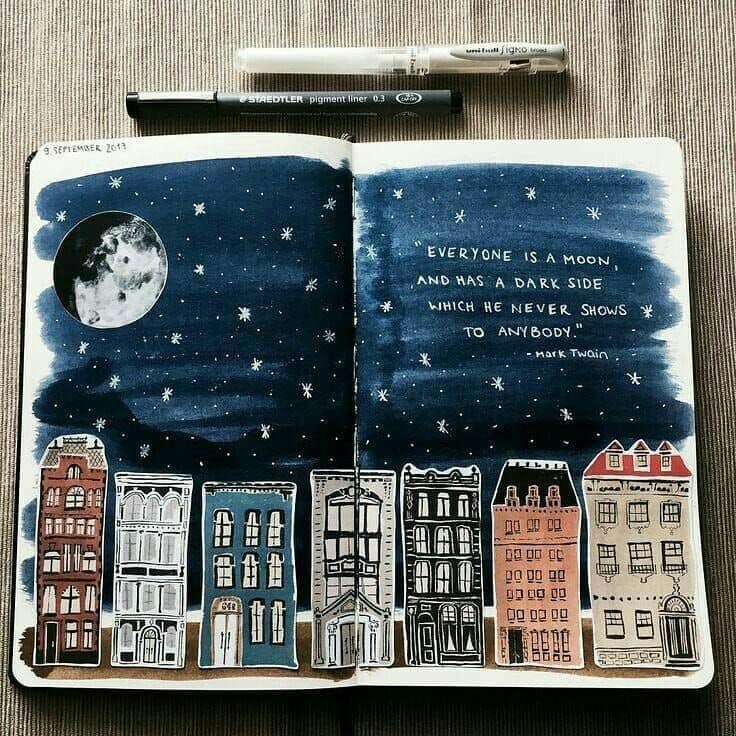 uni-ball Signo broad
STAEDTLER pigment liner 0.3
9. SEPTEMBER 2017
"EVERYONE IS A MOON,
AND HAS A DARK SIDE
WHICH HE NEVER SHOWS
TO ANYBODY."
- MARK TWAIN